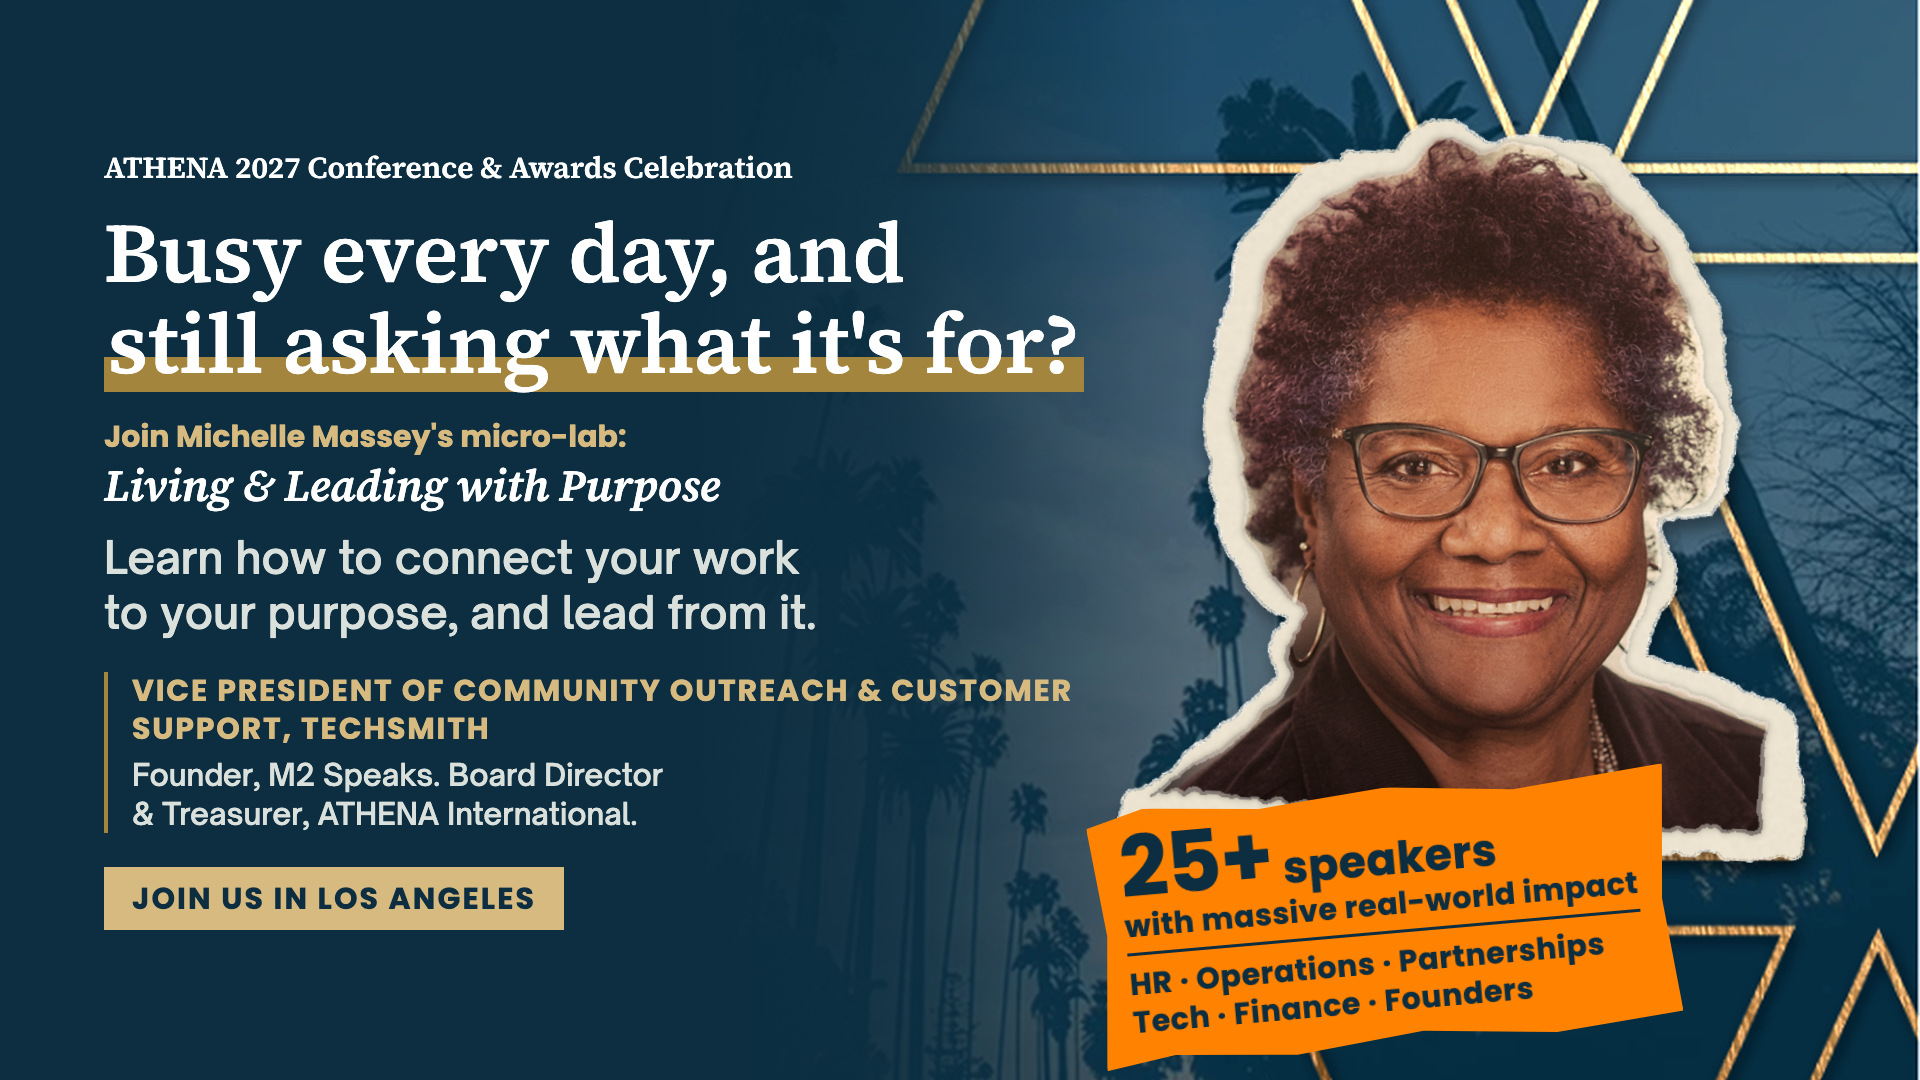 ATHENA 2027 Conference & Awards Celebration
Busy every day, and
still asking what it's for?
Join Michelle Massey's micro-lab:
Living & Leading with Purpose
Learn how to connect your work
to your purpose, and lead from it.
VICE PRESIDENT OF COMMUNITY OUTREACH & CUSTOMER
SUPPORT, TECHSMITH
Founder, M2 Speaks. Board Director
& Treasurer, ATHENA International.
JOIN US IN LOS ANGELES
25+ speakers
with massive real-world impact
HR · Operations · Partnerships
Tech · Finance · Founders